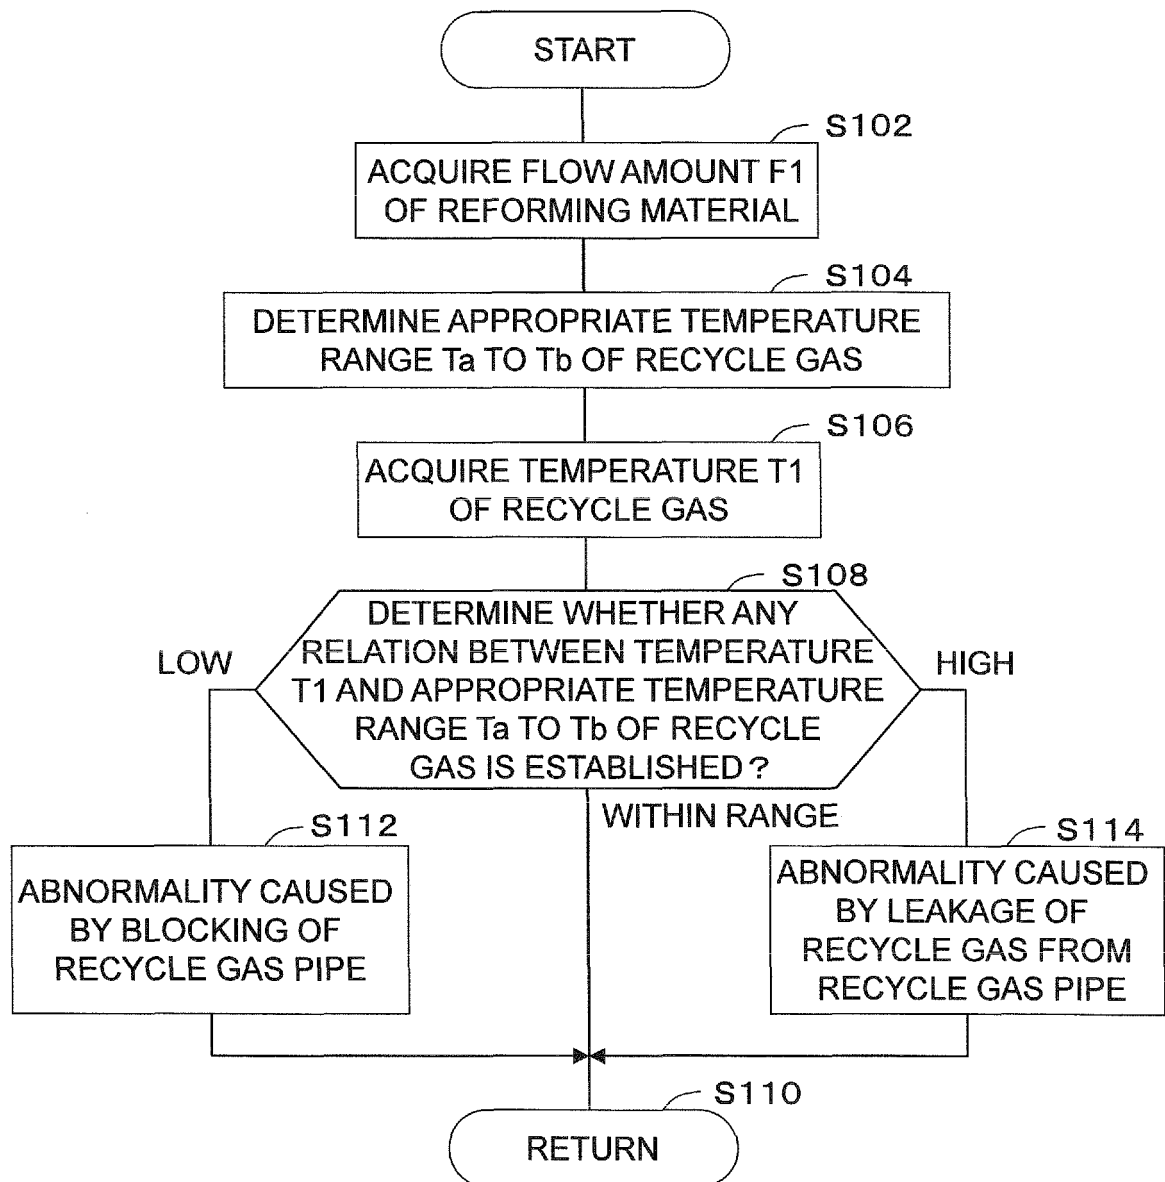 START
S102
ACQUIRE FLOW AMOUNT F1
OF REFORMING MATERIAL
S104
DETERMINE APPROPRIATE TEMPERATURE
RANGE Ta TO Tb OF RECYCLE GAS
S106
ACQUIRE TEMPERATURE T1
OF RECYCLE GAS
S108
DETERMINE WHETHER ANY
RELATION BETWEEN TEMPERATURE
T1 AND APPROPRIATE TEMPERATURE
RANGE Ta TO Tb OF RECYCLE
GAS IS ESTABLISHED?
LOW
HIGH
WITHIN RANGE
S112
ABNORMALITY CAUSED
BY BLOCKING OF
RECYCLE GAS PIPE
S114
ABNORMALITY CAUSED
BY LEAKAGE OF
RECYCLE GAS FROM
RECYCLE GAS PIPE
S110
RETURN